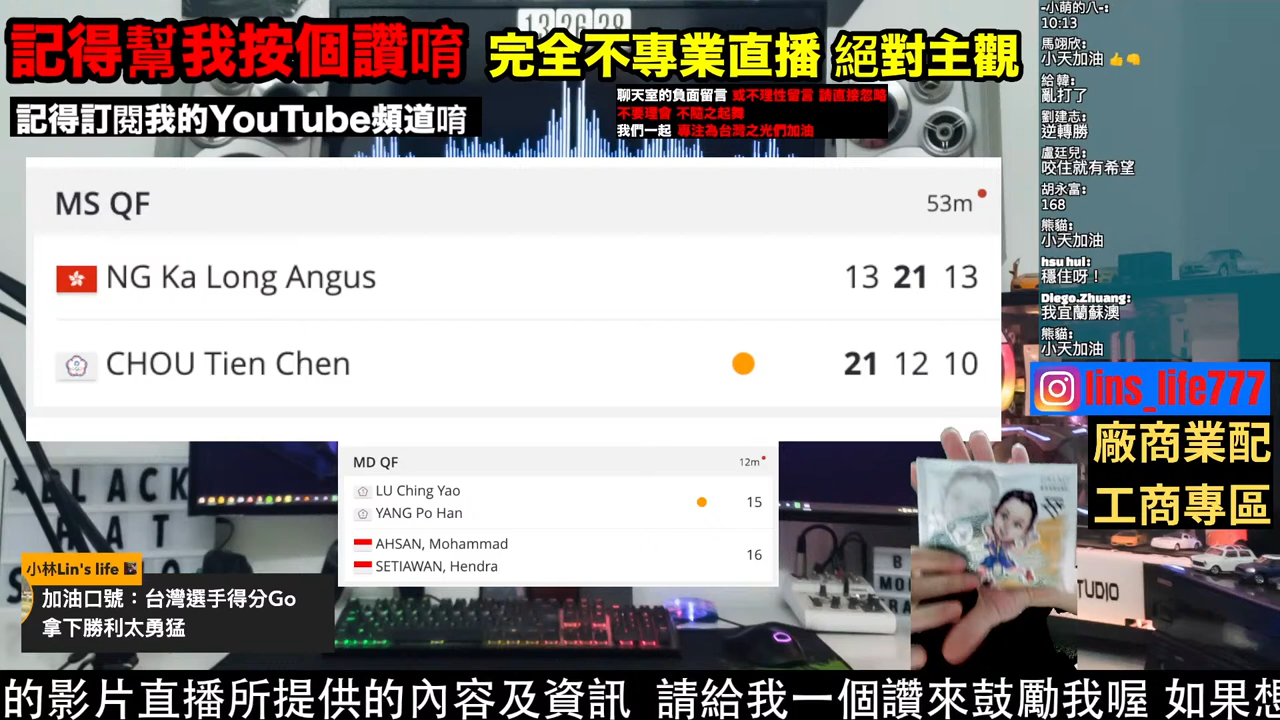 13 26 28
記得幫我按個讚唷
完全不專業直播 絕對主觀
記得訂閱我的YouTube頻道唷
聊天室的負面留言 或不理性留言 請直接忽略
不要理會 不隨之起舞
我們一起 專注為台灣之光們加油
MS QF
53m
NG Ka Long Angus
13 21 13
CHOU Tien Chen
21 12 10
MD QF
12m
LU Ching Yao
YANG Po Han
15
AHSAN, Mohammad
SETIAWAN, Hendra
16
-小萌的八-:
10:13
馬翊欣:
小天加油 👍👊
給 韓:
亂打了
劉建志:
逆轉勝
盧廷兒:
咬住就有希望
胡永富:
168
熊貓:
小天加油
hsu hui:
穩住呀！
Diego.Zhuang:
我宜蘭蘇澳
熊貓:
小天加油
lins_life777
廠商業配
工商專區
BLACK
HAT
小林Lin's life
加油口號：台灣選手得分Go
拿下勝利太勇猛
TUDIO
的影片直播所提供的內容及資訊 請給我一個讚來鼓勵我喔 如果想